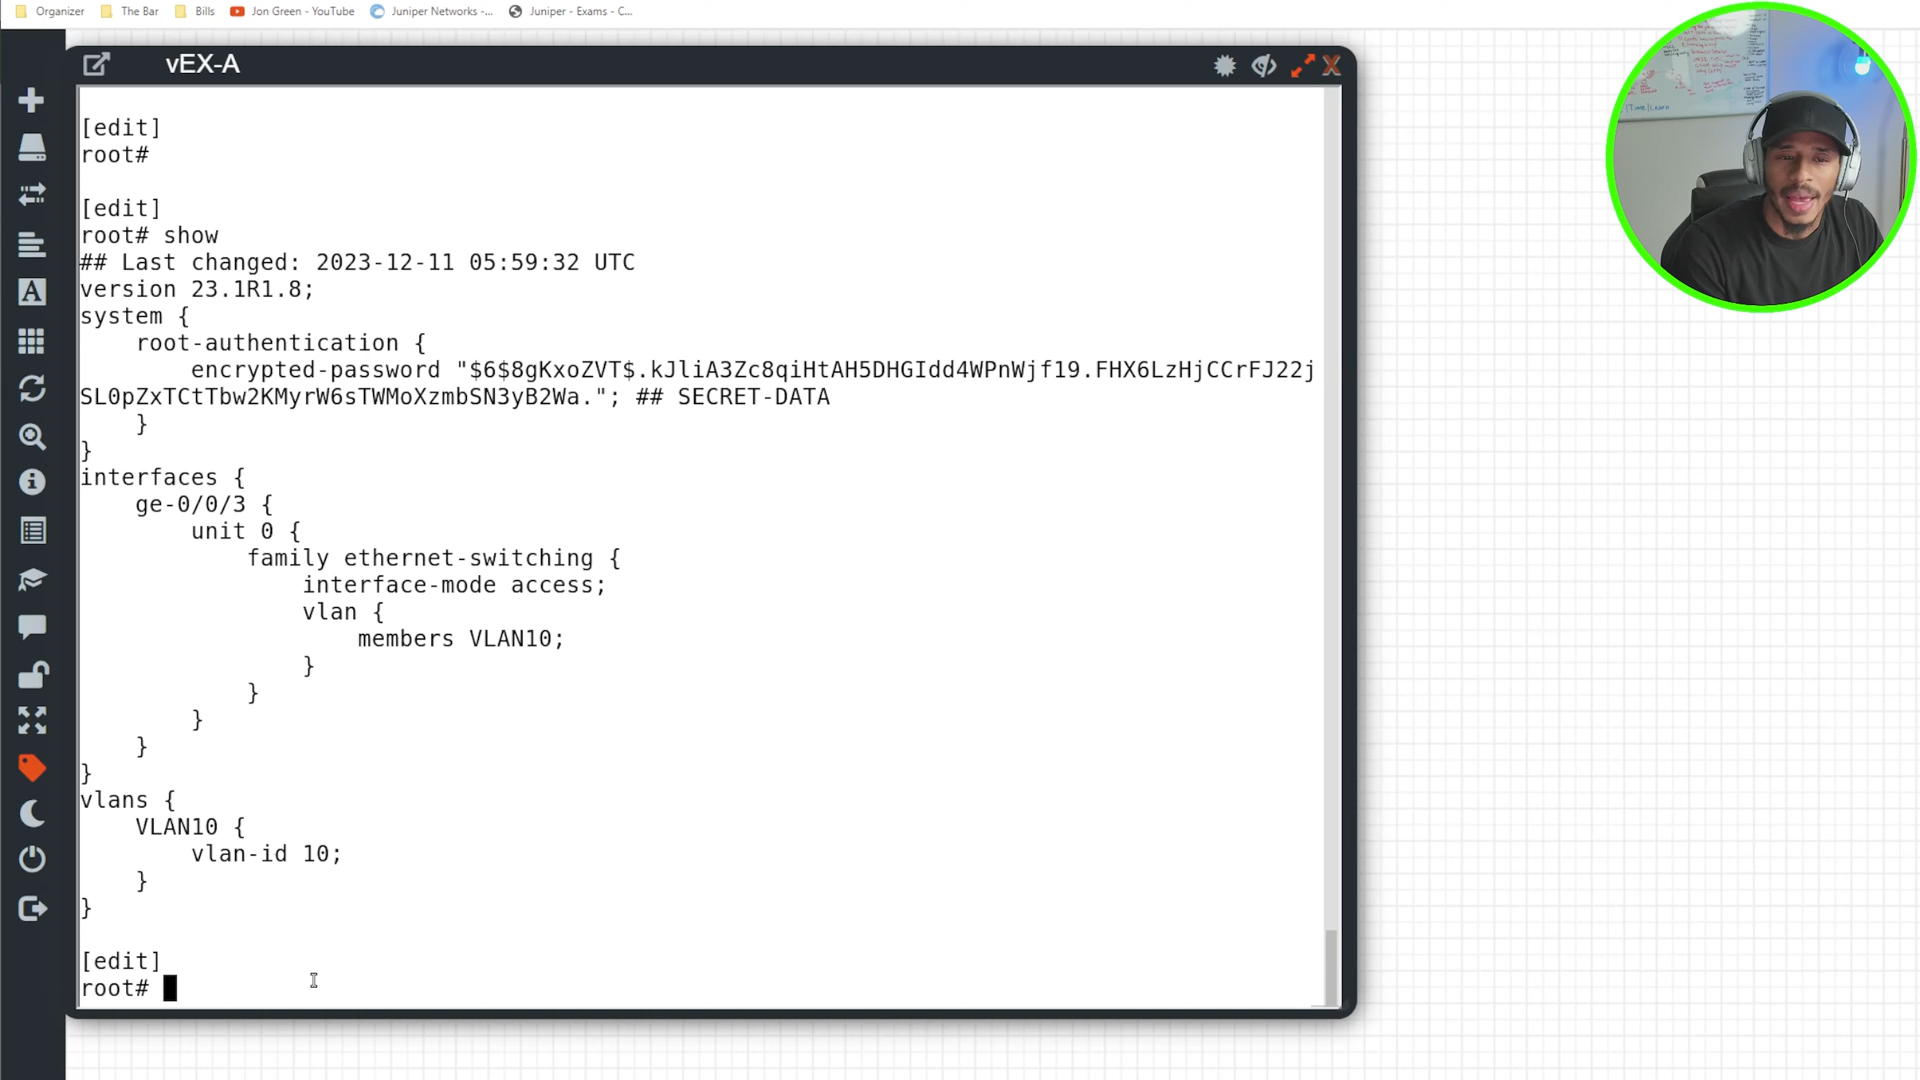 Organizer The Bar Bills Jon Green - YouTube Juniper Networks -... Juniper - Exams - C...
vEX-A
[edit]
root#
[edit]
root# show
## Last changed: 2023-12-11 05:59:32 UTC
version 23.1R1.8;
system {
root-authentication {
encrypted-password "$6$8gKxoZVT$.kJliA3Zc8qiHtAH5DHGIdd4WPnWjf19.FHX6LzHjCCrFJ22j
SL0pZxTCtTbw2KMyrW6sTWMoXzmbSN3yB2Wa."; ## SECRET-DATA
}
}
interfaces {
ge-0/0/3 {
unit 0 {
family ethernet-switching {
interface-mode access;
vlan {
members VLAN10;
}
}
}
}
}
vlans {
VLAN10 {
vlan-id 10;
}
}
[edit]
root#